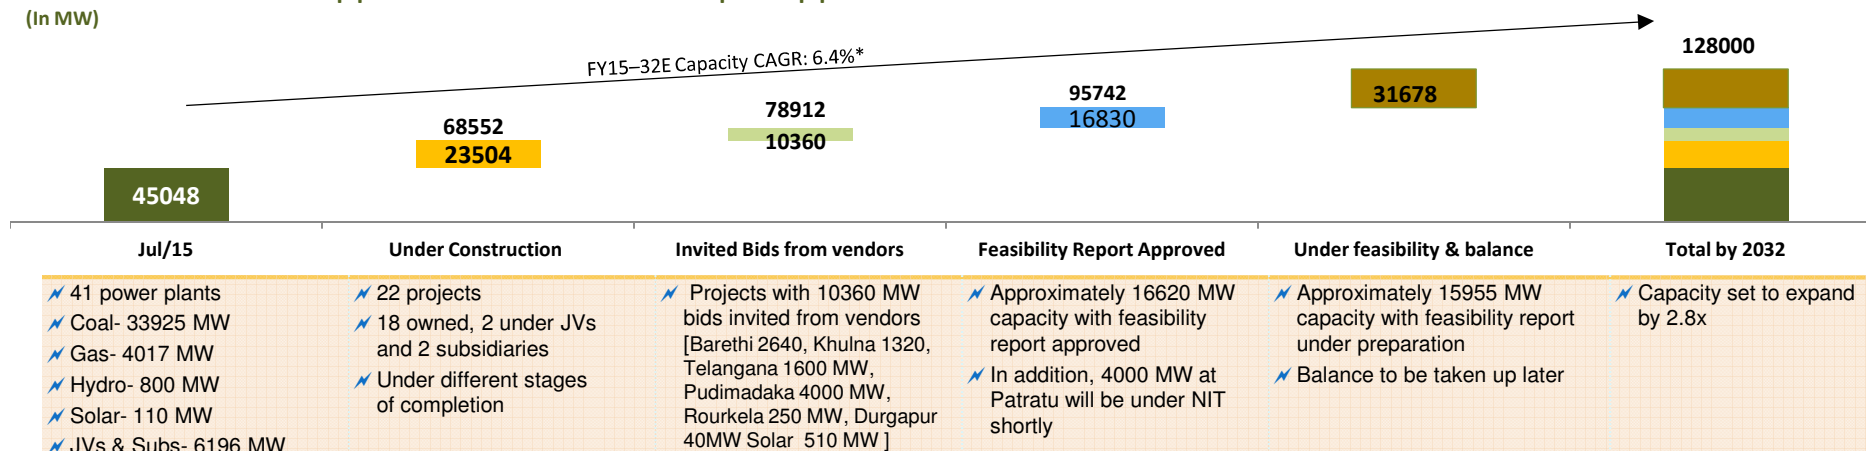 (In MW)
FY15–32E Capacity CAGR: 6.4%*
128000
31678
95742
16830
78912
10360
68552
23504
45048
Jul/15
Under Construction
Invited Bids from vendors
Feasibility Report Approved
Under feasibility & balance
Total by 2032
41 power plants
Coal- 33925 MW
Gas- 4017 MW
Hydro- 800 MW
Solar- 110 MW
JVs & Subs- 6196 MW
22 projects
18 owned, 2 under JVs
and 2 subsidiaries
Under different stages
of completion
Projects with 10360 MW
bids invited from vendors
[Barethi 2640, Khulna 1320,
Telangana 1600 MW,
Pudimadaka 4000 MW,
Rourkela 250 MW, Durgapur
40MW Solar 510 MW ]
Approximately 16620 MW
capacity with feasibility
report approved
In addition, 4000 MW at
Patratu will be under NIT
shortly
Approximately 15955 MW
capacity with feasibility report
under preparation
Balance to be taken up later
Capacity set to expand
by 2.8x